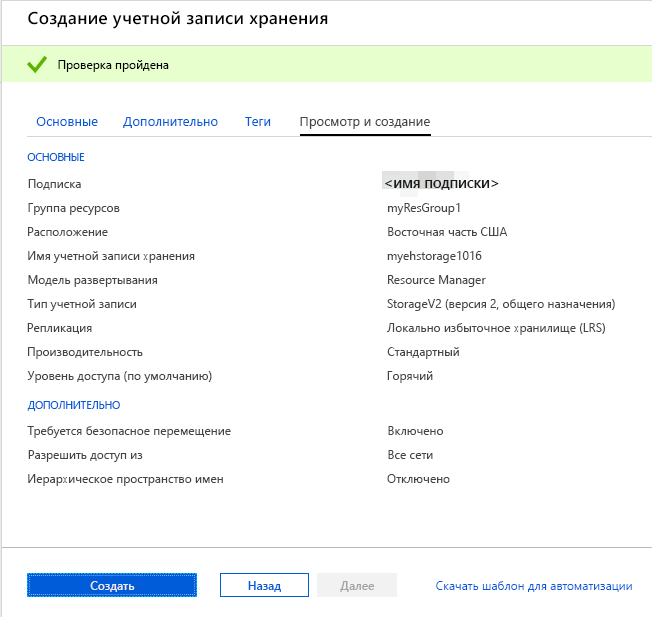 Создание учетной записи хранения
Проверка пройдена
Основные Дополнительно Теги Просмотр и создание
ОСНОВНЫЕ
Подписка <ИМЯ ПОДПИСКИ>
Группа ресурсов myResGroup1
Расположение Восточная часть США
Имя учетной записи хранения myehstorage1016
Модель развертывания Resource Manager
Тип учетной записи StorageV2 (версия 2, общего назначения)
Репликация Локально избыточное хранилище (LRS)
Производительность Стандартный
Уровень доступа (по умолчанию) Горячий
ДОПОЛНИТЕЛЬНО
Требуется безопасное перемещение Включено
Разрешить доступ из Все сети
Иерархическое пространство имен Отключено
Создать Назад Далее Скачать шаблон для автоматизации